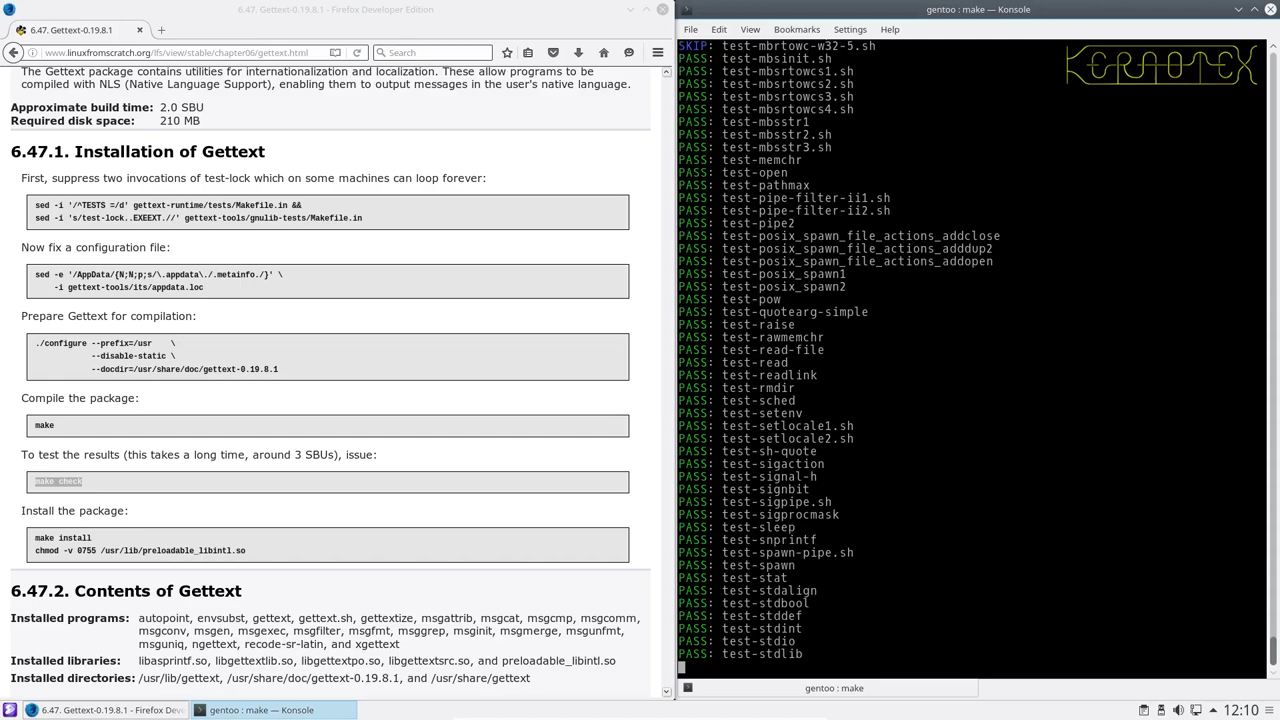 6.47. Gettext-0.19.8.1 - Firefox Developer Edition
6.47. Gettext-0.19.8.1
www.linuxfromscratch.org/lfs/view/stable/chapter06/gettext.html
Search
The Gettext package contains utilities for internationalization and localization. These allow programs to be
compiled with NLS (Native Language Support), enabling them to output messages in the user's native language.
Approximate build time: 2.0 SBU
Required disk space: 210 MB
6.47.1. Installation of Gettext
First, suppress two invocations of test-lock which on some machines can loop forever:
sed -i '/^TESTS =/d' gettext-runtime/tests/Makefile.in &&
sed -i 's/test-lock..EXEEXT.//' gettext-tools/gnulib-tests/Makefile.in
Now fix a configuration file:
sed -e '/AppData/{N;N;p;s/\.appdata\./.metainfo./}' \
-i gettext-tools/its/appdata.loc
Prepare Gettext for compilation:
./configure --prefix=/usr \
--disable-static \
--docdir=/usr/share/doc/gettext-0.19.8.1
Compile the package:
make
To test the results (this takes a long time, around 3 SBUs), issue:
make check
Install the package:
make install
chmod -v 0755 /usr/lib/preloadable_libintl.so
6.47.2. Contents of Gettext
Installed programs: autopoint, envsubst, gettext, gettext.sh, gettextize, msgattrib, msgcat, msgcmp, msgcomm,
msgconv, msgen, msgexec, msgfilter, msgfmt, msggrep, msginit, msgmerge, msgunfmt,
msguniq, ngettext, recode-sr-latin, and xgettext
Installed libraries: libasprintf.so, libgettextlib.so, libgettextpo.so, libgettextsrc.so, and preloadable_libintl.so
Installed directories: /usr/lib/gettext, /usr/share/doc/gettext-0.19.8.1, and /usr/share/gettext
gentoo : make — Konsole
File Edit View Bookmarks Settings Help
SKIP: test-mbrtowc-w32-5.sh
PASS: test-mbsinit.sh
PASS: test-mbsrtowcs1.sh
PASS: test-mbsrtowcs2.sh
PASS: test-mbsrtowcs3.sh
PASS: test-mbsrtowcs4.sh
PASS: test-mbsstr1
PASS: test-mbsstr2.sh
PASS: test-mbsstr3.sh
PASS: test-memchr
PASS: test-open
PASS: test-pathmax
PASS: test-pipe-filter-ii1.sh
PASS: test-pipe-filter-ii2.sh
PASS: test-pipe2
PASS: test-posix_spawn_file_actions_addclose
PASS: test-posix_spawn_file_actions_adddup2
PASS: test-posix_spawn_file_actions_addopen
PASS: test-posix_spawn1
PASS: test-posix_spawn2
PASS: test-pow
PASS: test-quotearg-simple
PASS: test-raise
PASS: test-rawmemchr
PASS: test-read-file
PASS: test-read
PASS: test-readlink
PASS: test-rmdir
PASS: test-sched
PASS: test-setenv
PASS: test-setlocale1.sh
PASS: test-setlocale2.sh
PASS: test-sh-quote
PASS: test-sigaction
PASS: test-signal-h
PASS: test-signbit
PASS: test-sigpipe.sh
PASS: test-sigprocmask
PASS: test-sleep
PASS: test-snprintf
PASS: test-spawn-pipe.sh
PASS: test-spawn
PASS: test-stat
PASS: test-stdalign
PASS: test-stdbool
PASS: test-stddef
PASS: test-stdint
PASS: test-stdio
PASS: test-stdlib
gentoo : make
6.47. Gettext-0.19.8.1 - Firefox Deve
gentoo : make — Konsole
12:10